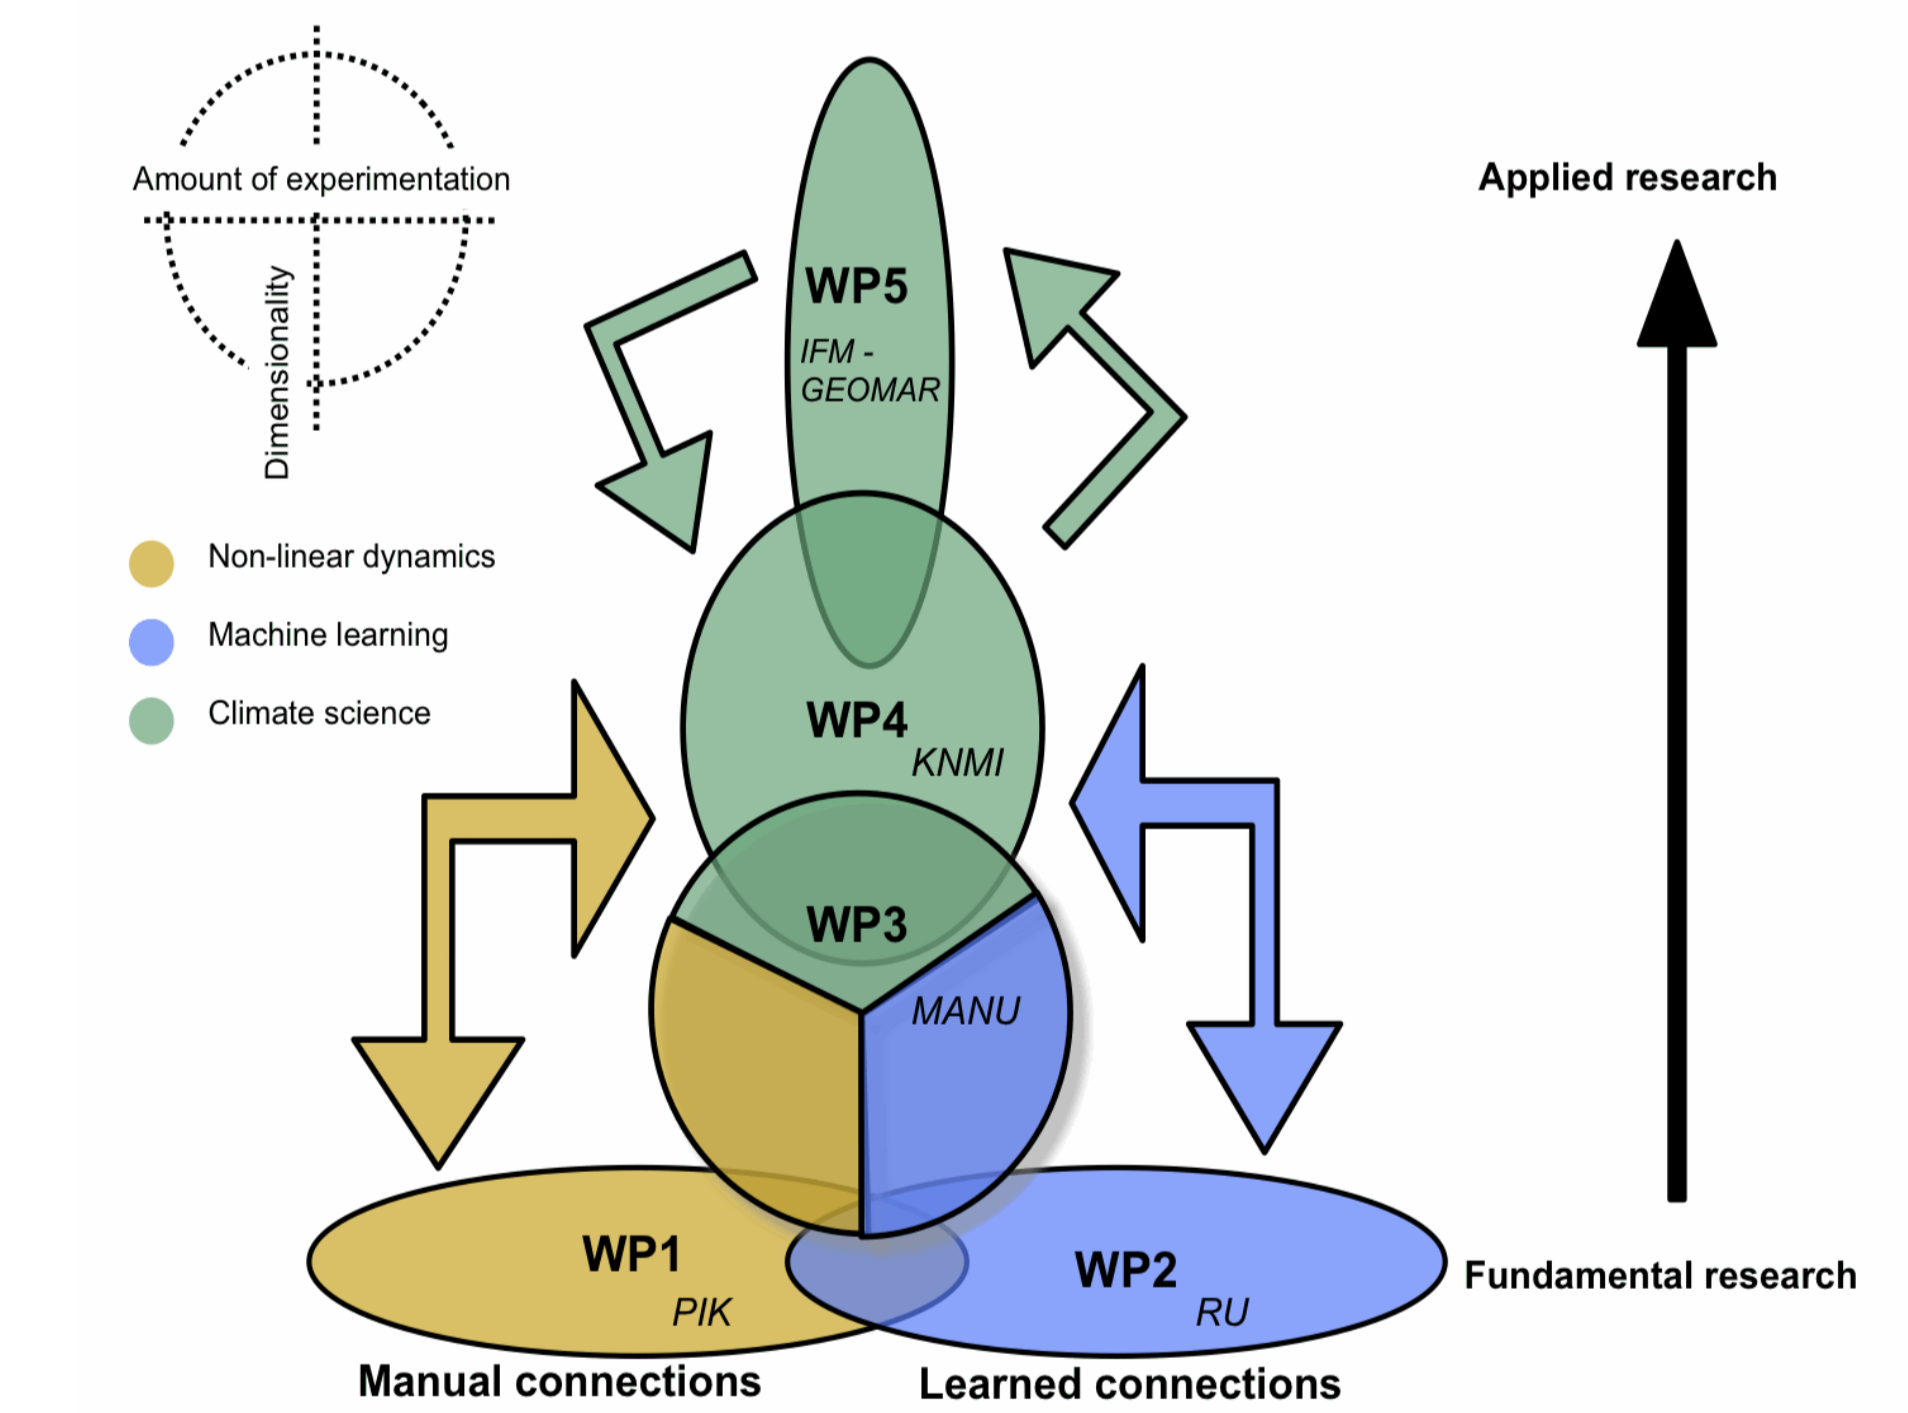 Amount of experimentation
Dimensionality
Non-linear dynamics
Machine learning
Climate science
Applied research
WP5
IFM -
GEOMAR
WP4
KNMI
WP3
MANU
WP1
PIK
WP2
RU
Fundamental research
Manual connections
Learned connections